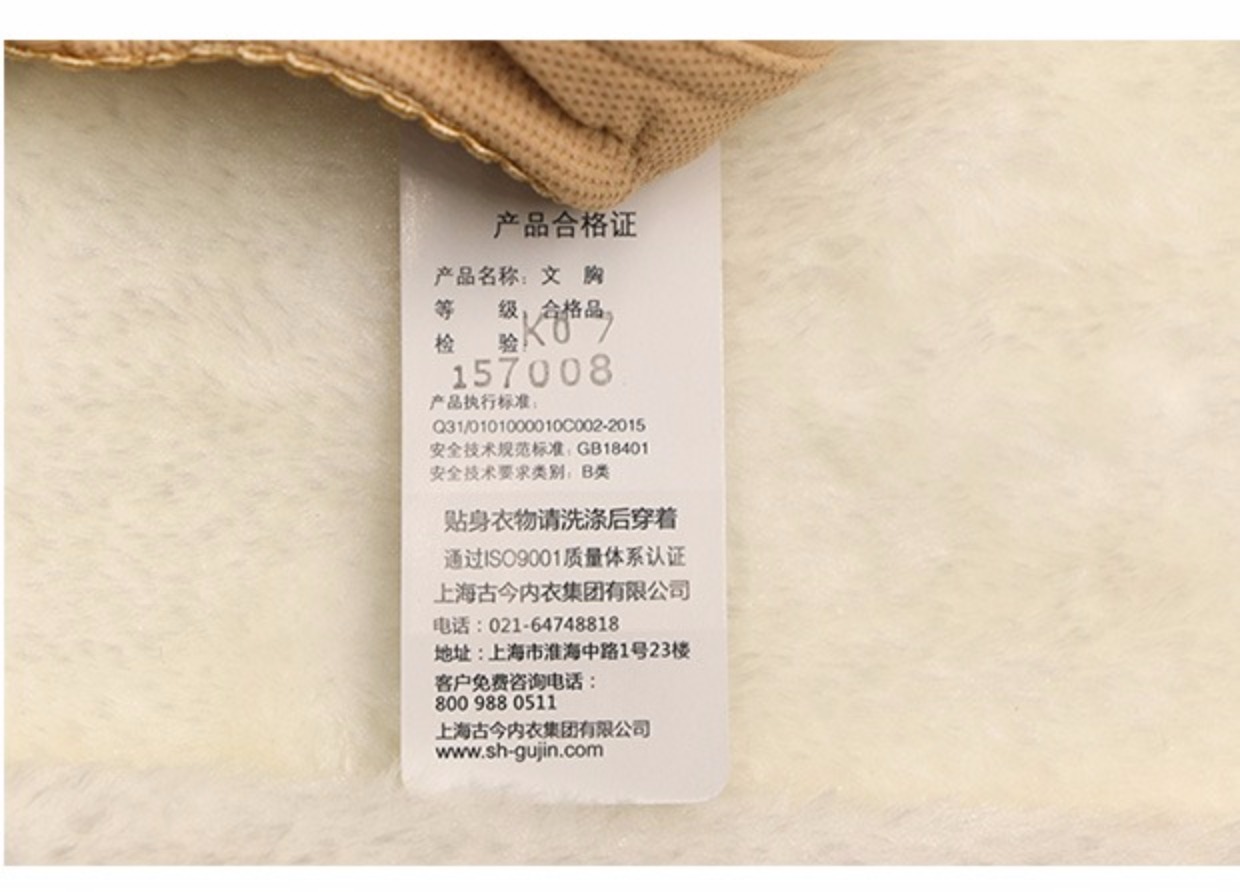 产品合格证
产品名称：文 胸
等 级：合格品
检 验：K0 7
157008
产品执行标准：
Q31/0101000010C002-2015
安全技术规范标准：GB18401
安全技术要求类别：B类
贴身衣物请洗涤后穿着
通过ISO9001质量体系认证
上海古今内衣集团有限公司
电话：021-64748818
地址：上海市淮海中路1号23楼
客户免费咨询电话：
800 988 0511
上海古今内衣集团有限公司
www.sh-gujin.com